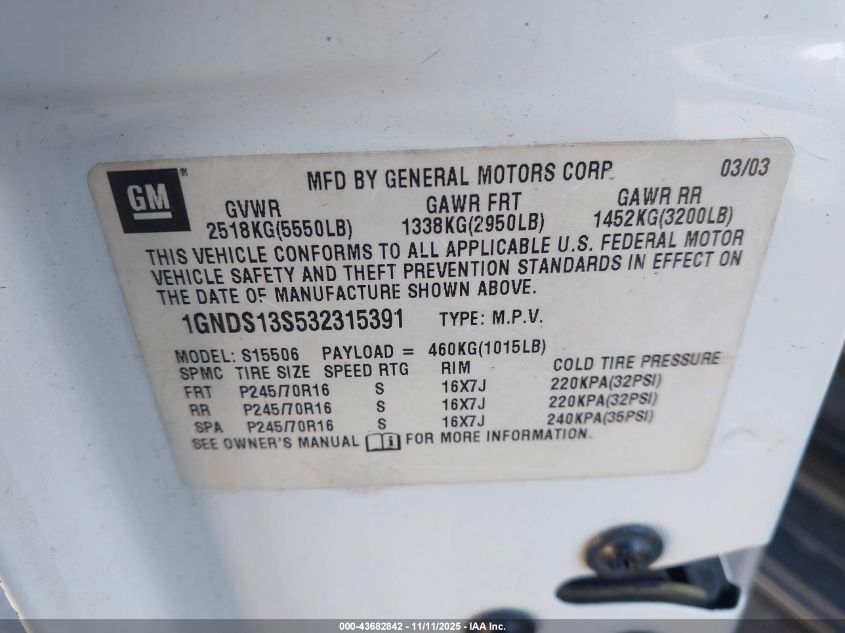 GM ®
MFD BY GENERAL MOTORS CORP.
03/03
GVWR GAWR FRT GAWR RR
2518KG(5550LB) 1338KG(2950LB) 1452KG(3200LB)
THIS VEHICLE CONFORMS TO ALL APPLICABLE U.S. FEDERAL MOTOR
VEHICLE SAFETY AND THEFT PREVENTION STANDARDS IN EFFECT ON
THE DATE OF MANUFACTURE SHOWN ABOVE.
1GNDS13S532315391 TYPE: M.P.V.
MODEL: S15506 PAYLOAD = 460KG(1015LB)
SPMC TIRE SIZE SPEED RTG RIM COLD TIRE PRESSURE
FRT P245/70R16 S 16X7J 220KPA(32PSI)
RR P245/70R16 S 16X7J 220KPA(32PSI)
SPA P245/70R16 S 16X7J 240KPA(35PSI)
SEE OWNER'S MANUAL i FOR MORE INFORMATION.
000-43682842 - 11/11/2025 - IAA Inc.